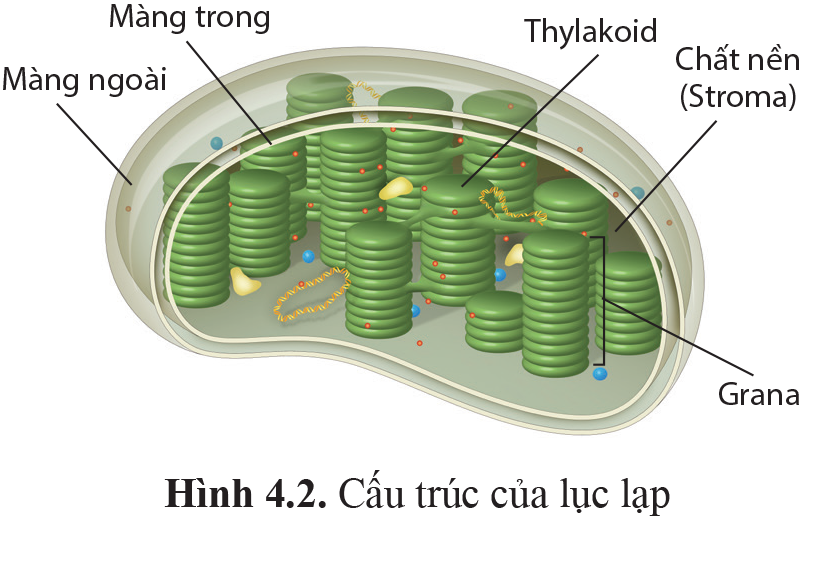 Màng trong
Màng ngoài
Thylakoid
Chất nền
(Stroma)
Grana
Hình 4.2. Cấu trúc của lục lạp